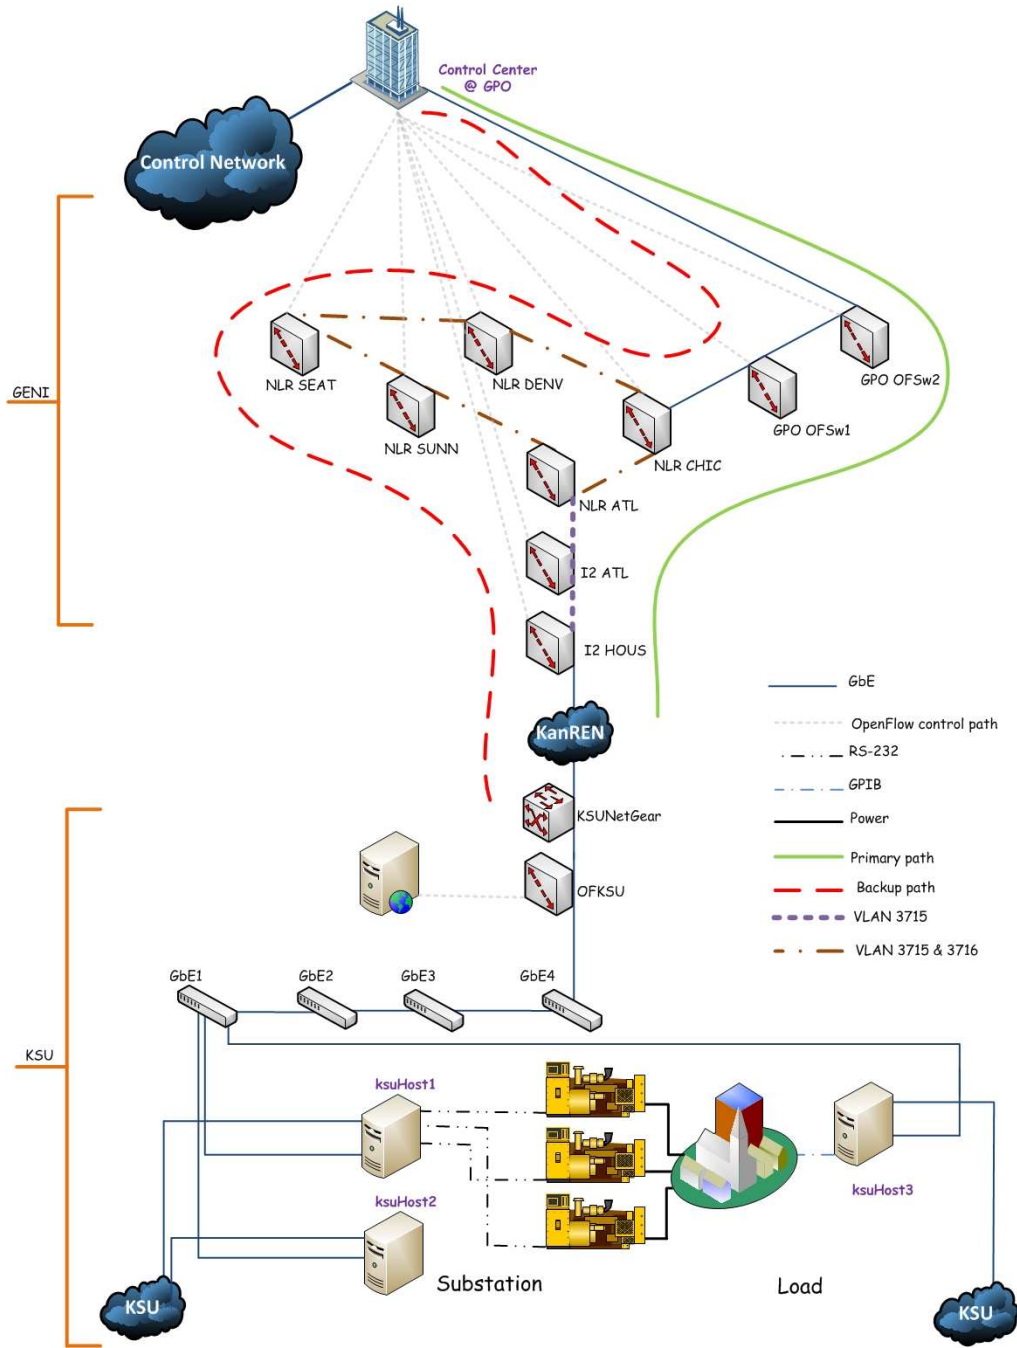 Control Center
@ GPO
Control Network
GENI
NLR SEAT
NLR DENV
GPO OFSw2
NLR SUNN
GPO OFSw1
NLR CHIC
NLR ATL
I2 ATL
I2 HOUS
KanREN
GbE
OpenFlow control path
RS-232
GPIB
Power
Primary path
Backup path
VLAN 3715
VLAN 3715 & 3716
KSUNetGear
OFKSU
GbE1
GbE2
GbE3
GbE4
KSU
ksuHost1
ksuHost2
ksuHost3
Substation
Load
KSU
KSU